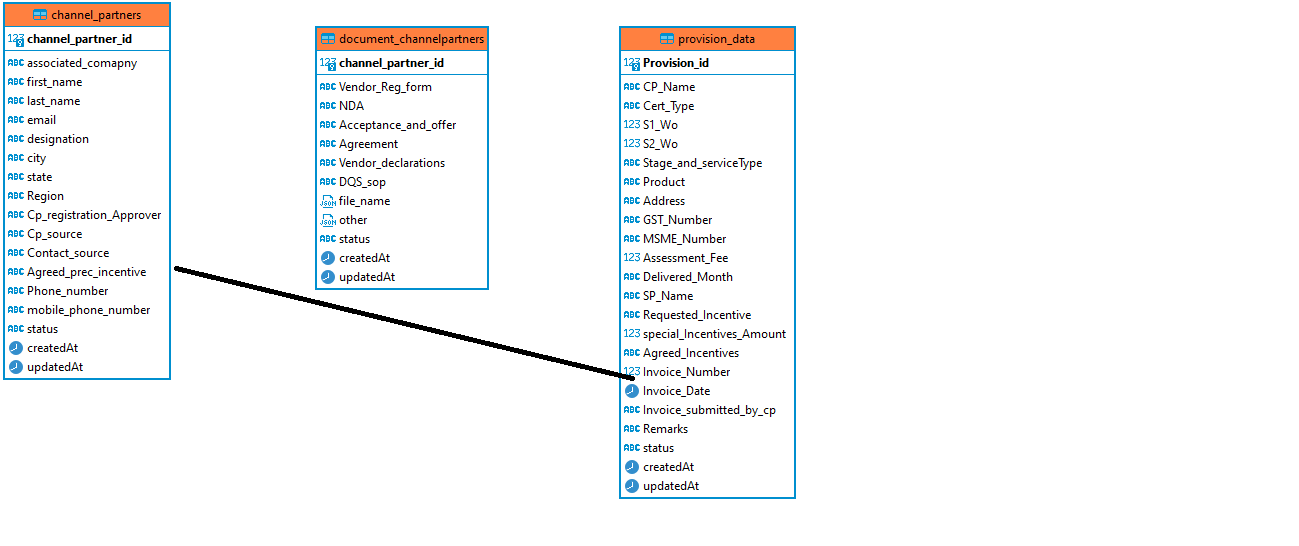 channel_partners
123 channel_partner_id
ABC associated_comapny
ABC first_name
ABC last_name
ABC email
ABC designation
ABC city
ABC state
ABC Region
ABC Cp_registration_Approver
ABC Cp_source
ABC Contact_source
ABC Agreed_prec_incentive
ABC Phone_number
ABC mobile_phone_number
ABC status
createdAt
updatedAt
document_channelpartners
123 channel_partner_id
ABC Vendor_Reg_form
ABC NDA
ABC Acceptance_and_offer
ABC Agreement
ABC Vendor_declarations
ABC DQS_sop
JSON file_name
JSON other
ABC status
createdAt
updatedAt
provision_data
123 Provision_id
ABC CP_Name
ABC Cert_Type
123 S1_Wo
123 S2_Wo
ABC Stage_and_serviceType
ABC Product
ABC Address
ABC GST_Number
ABC MSME_Number
123 Assessment_Fee
ABC Delivered_Month
ABC SP_Name
ABC Requested_Incentive
123 special_Incentives_Amount
ABC Agreed_Incentives
123 Invoice_Number
Invoice_Date
ABC Invoice_submitted_by_cp
ABC Remarks
ABC status
createdAt
updatedAt